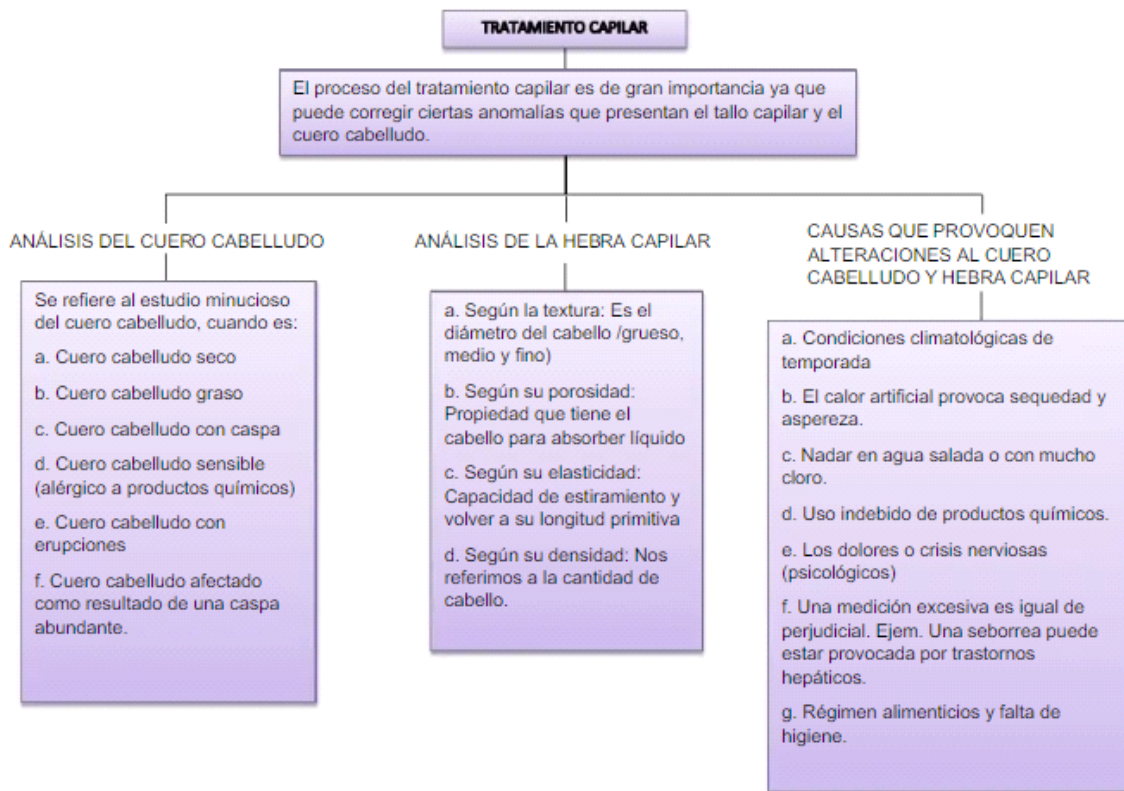 TRATAMIENTO CAPILAR
El proceso del tratamiento capilar es de gran importancia ya que
puede corregir ciertas anomalías que presentan el tallo capilar y el
cuero cabelludo.
ANÁLISIS DEL CUERO CABELLUDO
Se refiere al estudio minucioso
del cuero cabelludo, cuando es:
a. Cuero cabelludo seco
b. Cuero cabelludo graso
c. Cuero cabelludo con caspa
d. Cuero cabelludo sensible
(alérgico a productos químicos)
e. Cuero cabelludo con
erupciones
f. Cuero cabelludo afectado
como resultado de una caspa
abundante.
ANÁLISIS DE LA HEBRA CAPILAR
a. Según la textura: Es el
diámetro del cabello /grueso,
medio y fino)
b. Según su porosidad:
Propiedad que tiene el
cabello para absorber líquido
c. Según su elasticidad:
Capacidad de estiramiento y
volver a su longitud primitiva
d. Según su densidad: Nos
referimos a la cantidad de
cabello.
CAUSAS QUE PROVOQUEN
ALTERACIONES AL CUERO
CABELLUDO Y HEBRA CAPILAR
a. Condiciones climatológicas de
temporada
b. El calor artificial provoca sequedad y
aspereza.
c. Nadar en agua salada o con mucho
cloro.
d. Uso indebido de productos químicos.
e. Los dolores o crisis nerviosas
(psicológicos)
f. Una medición excesiva es igual de
perjudicial. Ejem. Una seborrea puede
estar provocada por trastornos
hepáticos.
g. Régimen alimenticios y falta de
higiene.